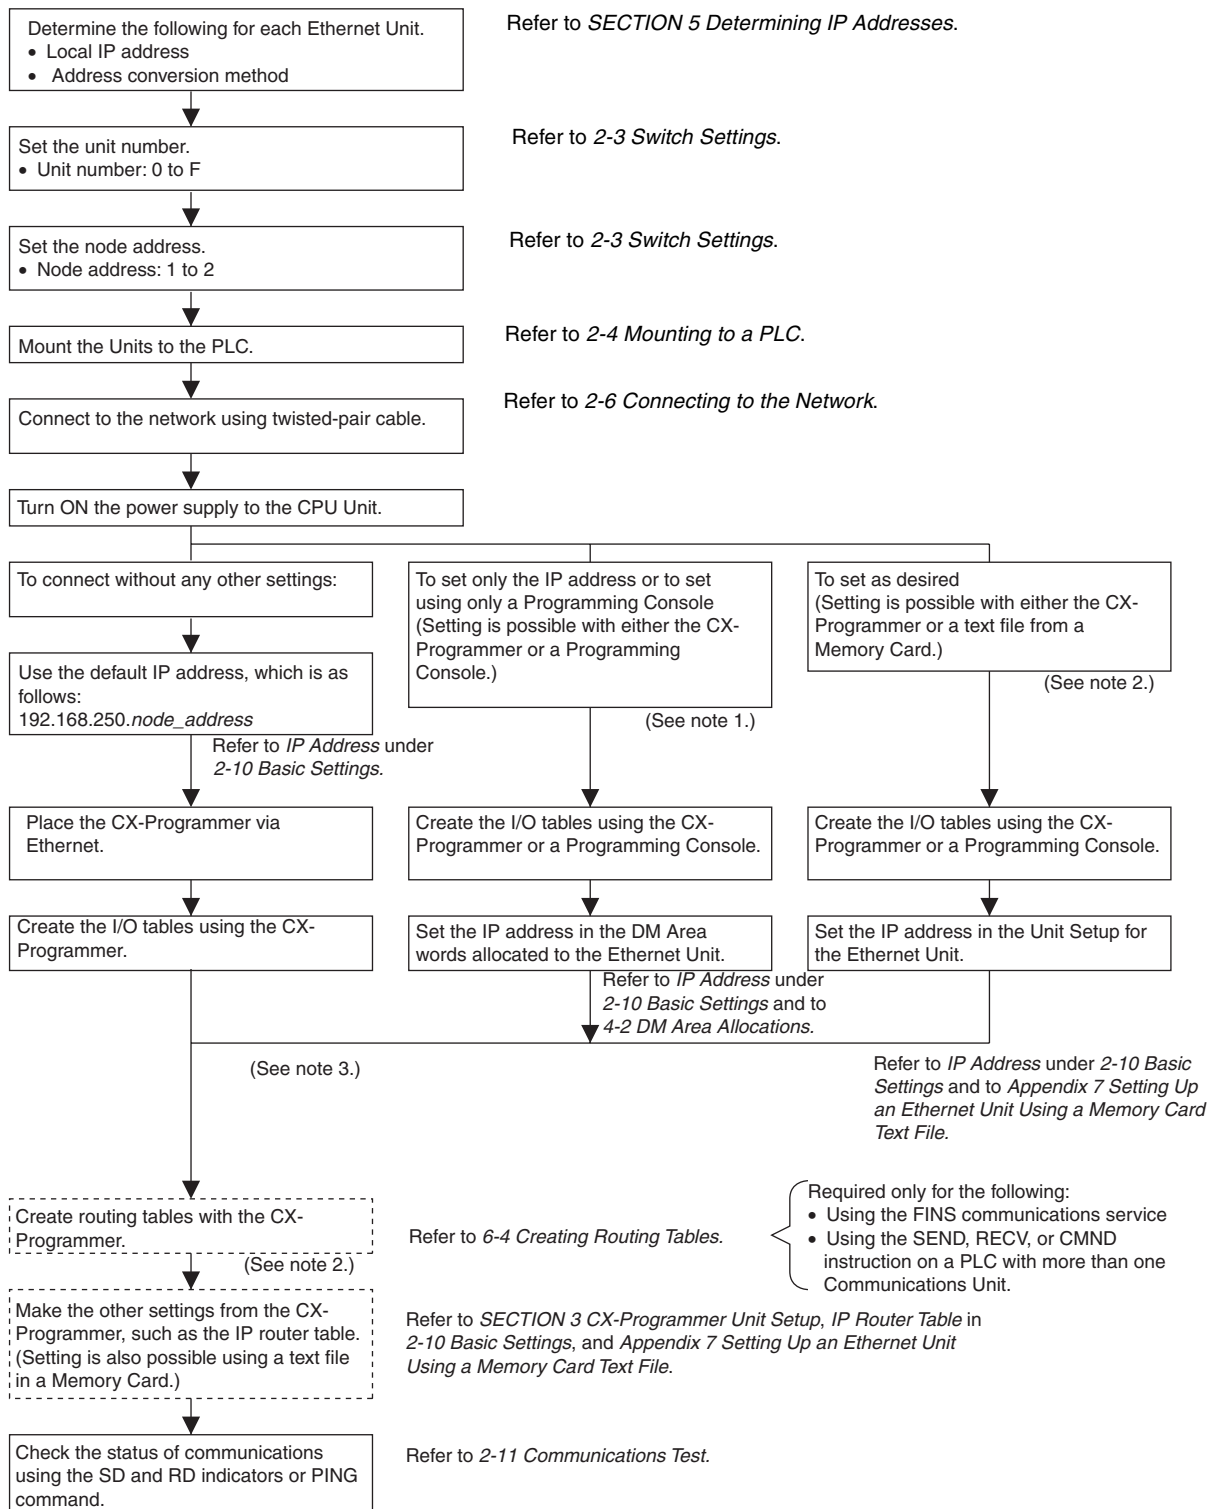 Determine the following for each Ethernet Unit.
• Local IP address
• Address conversion method
Refer to SECTION 5 Determining IP Addresses.
Set the unit number.
• Unit number: 0 to F
Refer to 2-3 Switch Settings.
Set the node address.
• Node address: 1 to 2
Refer to 2-3 Switch Settings.
Mount the Units to the PLC.
Refer to 2-4 Mounting to a PLC.
Connect to the network using twisted-pair cable.
Refer to 2-6 Connecting to the Network.
Turn ON the power supply to the CPU Unit.
To connect without any other settings:
Use the default IP address, which is as
follows:
192.168.250.node_address
Refer to IP Address under
2-10 Basic Settings.
Place the CX-Programmer via
Ethernet.
Create the I/O tables using the CX-
Programmer.
To set only the IP address or to set
using only a Programming Console
(Setting is possible with either the CX-
Programmer or a Programming
Console.)
(See note 1.)
Create the I/O tables using the CX-
Programmer or a Programming Console.
Set the IP address in the DM Area
words allocated to the Ethernet Unit.
Refer to IP Address under
2-10 Basic Settings and to
4-2 DM Area Allocations.
To set as desired
(Setting is possible with either the CX-
Programmer or a text file from a
Memory Card.)
(See note 2.)
Create the I/O tables using the CX-
Programmer or a Programming Console.
Set the IP address in the Unit Setup for
the Ethernet Unit.
Refer to IP Address under 2-10 Basic
Settings and to Appendix 7 Setting Up
an Ethernet Unit Using a Memory Card
Text File.
(See note 3.)
Create routing tables with the CX-
Programmer.
(See note 2.)
Refer to 6-4 Creating Routing Tables.
Required only for the following:
• Using the FINS communications service
• Using the SEND, RECV, or CMND
instruction on a PLC with more than one
Communications Unit.
Make the other settings from the CX-
Programmer, such as the IP router table.
(Setting is also possible using a text file
in a Memory Card.)
Refer to SECTION 3 CX-Programmer Unit Setup, IP Router Table in
2-10 Basic Settings, and Appendix 7 Setting Up an Ethernet Unit
Using a Memory Card Text File.
Check the status of communications
using the SD and RD indicators or PING
command.
Refer to 2-11 Communications Test.